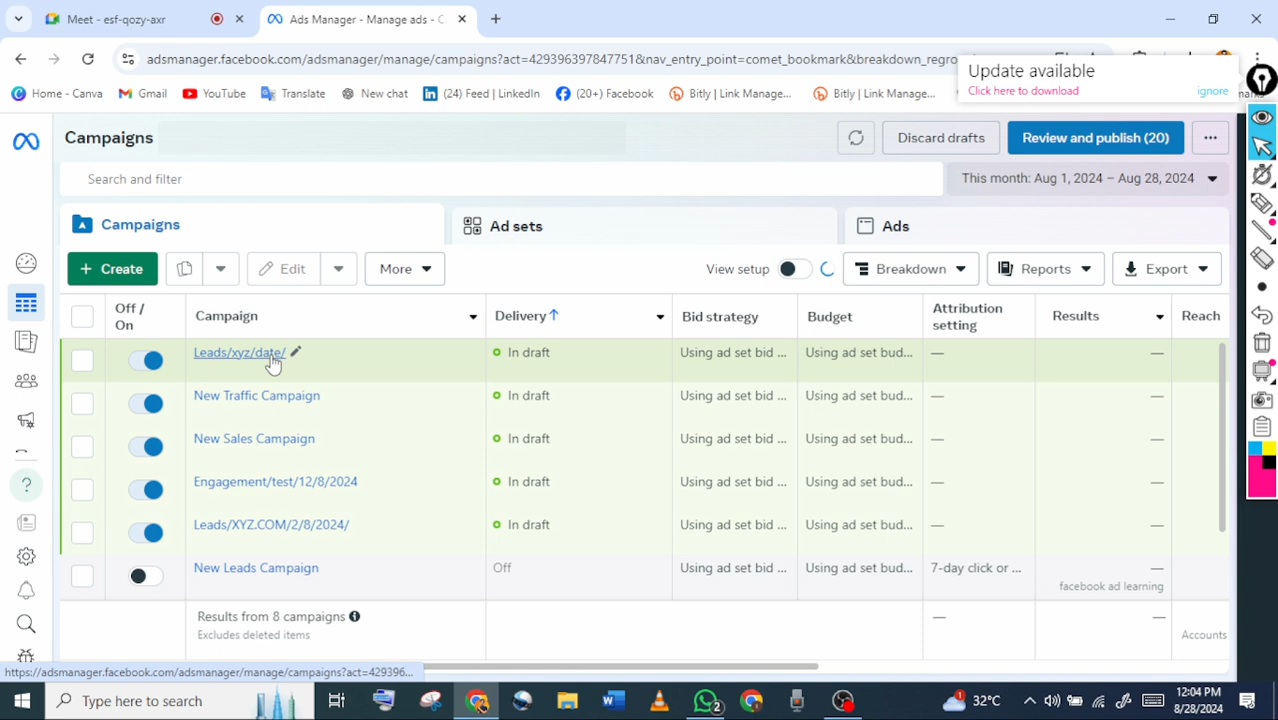 Meet - esf-qozy-axr
Ads Manager - Manage ads - C
adsmanager.facebook.com/adsmanager/manage/campaigns?act=429396397847751&nav_entry_point=comet_bookmark&breakdown_regro
Update available
Click here to download
ignore
Home - Canva
Gmail
YouTube
Translate
New chat
(24) Feed | LinkedIn
(20+) Facebook
Bitly | Link Manage...
Bitly | Link Manage...
Campaigns
Discard drafts
Review and publish (20)
Search and filter
This month: Aug 1, 2024 – Aug 28, 2024
Campaigns
Ad sets
Ads
+ Create
Edit
More
View setup
Breakdown
Reports
Export
Off / On
Campaign
Delivery ↑
Bid strategy
Budget
Attribution setting
Results
Reach
Leads/xyz/date/
In draft
Using ad set bid ...
Using ad set bud...
—
—
New Traffic Campaign
In draft
Using ad set bid ...
Using ad set bud...
—
—
New Sales Campaign
In draft
Using ad set bid ...
Using ad set bud...
—
—
Engagement/test/12/8/2024
In draft
Using ad set bid ...
Using ad set bud...
—
—
Leads/XYZ.COM/2/8/2024/
In draft
Using ad set bid ...
Using ad set bud...
—
—
New Leads Campaign
Off
Using ad set bid ...
Using ad set bud...
7-day click or ...
—
facebook ad learning
Results from 8 campaigns
Excludes deleted items
—
—
Accounts
https://adsmanager.facebook.com/adsmanager/manage/campaigns?act=429396...
Type here to search
2
1
32°C
12:04 PM
8/28/2024